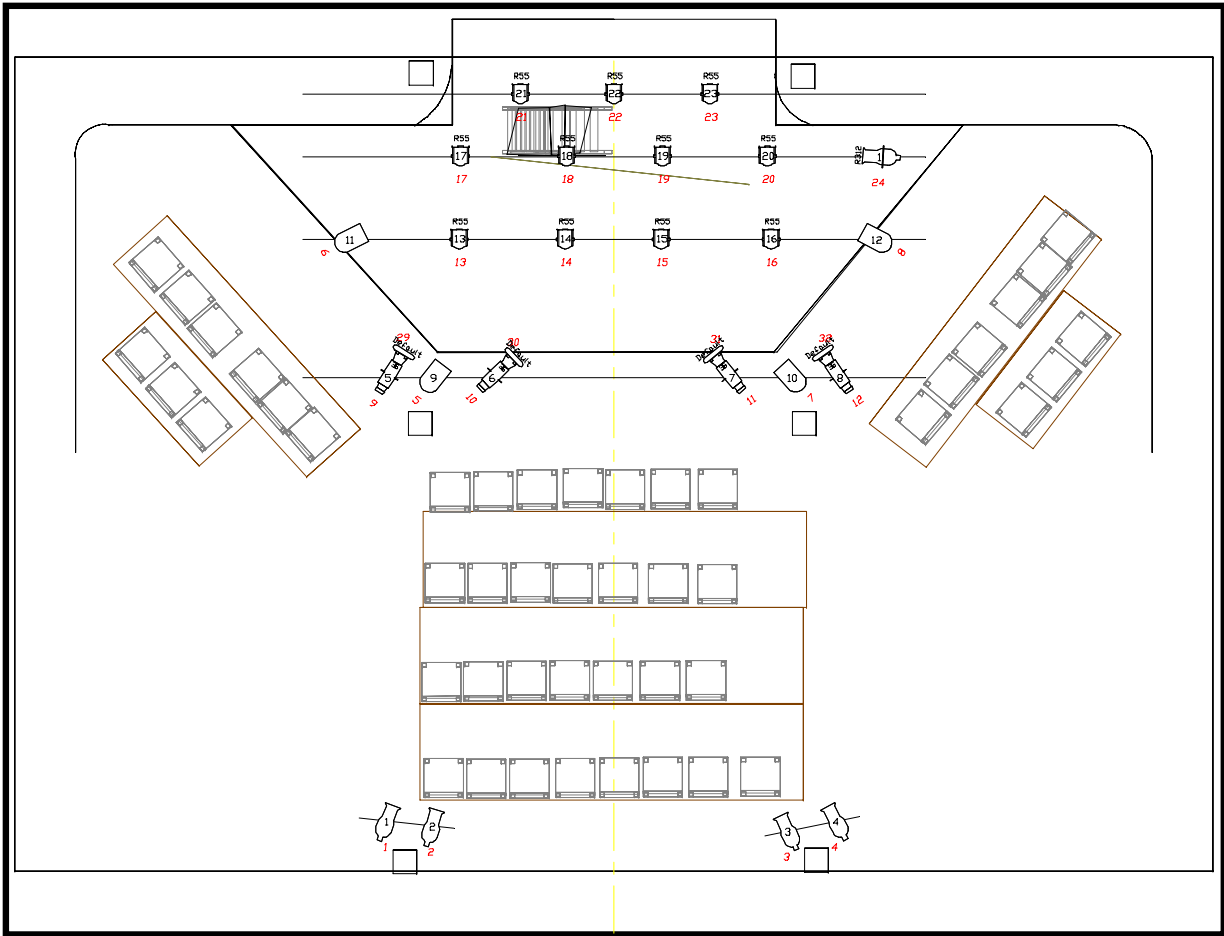 R55 R55 R55
21 22 23
21 22 23
R55 R55 R55 R55
17 18 19 20 R312 1
17 18 19 20 24
R55 R55 R55 R55
11 13 14 15 16 12
6 13 14 15 16 8
29 30 31 32
Default Default Default Default
5 9 6 7 10 8
9 5 10 11 7 12
1 2 3 4
1 2 3 4